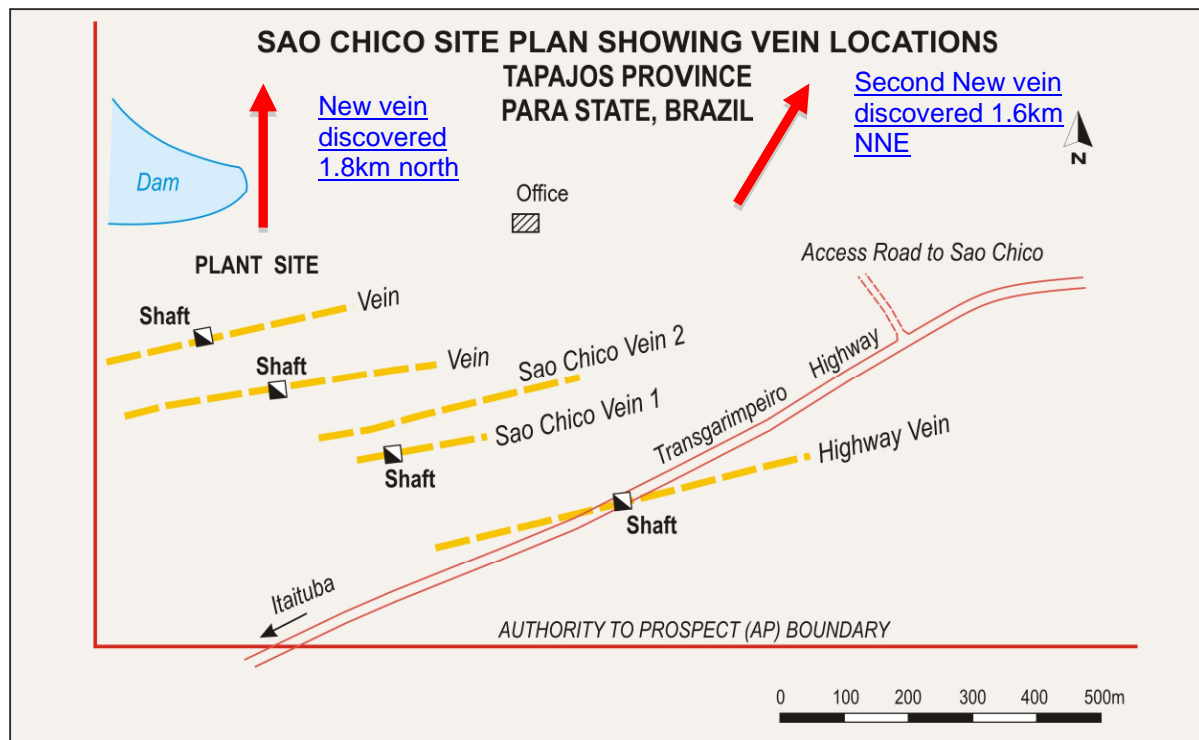 SAO CHICO SITE PLAN SHOWING VEIN LOCATIONS
TAPAJOS PROVINCE
PARA STATE, BRAZIL
New vein
discovered
1.8km north
Second New vein
discovered 1.6km
NNE
N
Dam
Office
PLANT SITE
Access Road to Sao Chico
Shaft
Vein
Shaft
Vein
Sao Chico Vein 2
Sao Chico Vein 1
Shaft
Transgarimpeiro Highway
Highway Vein
Shaft
Itaituba
AUTHORITY TO PROSPECT (AP) BOUNDARY
0 100 200 300 400 500m